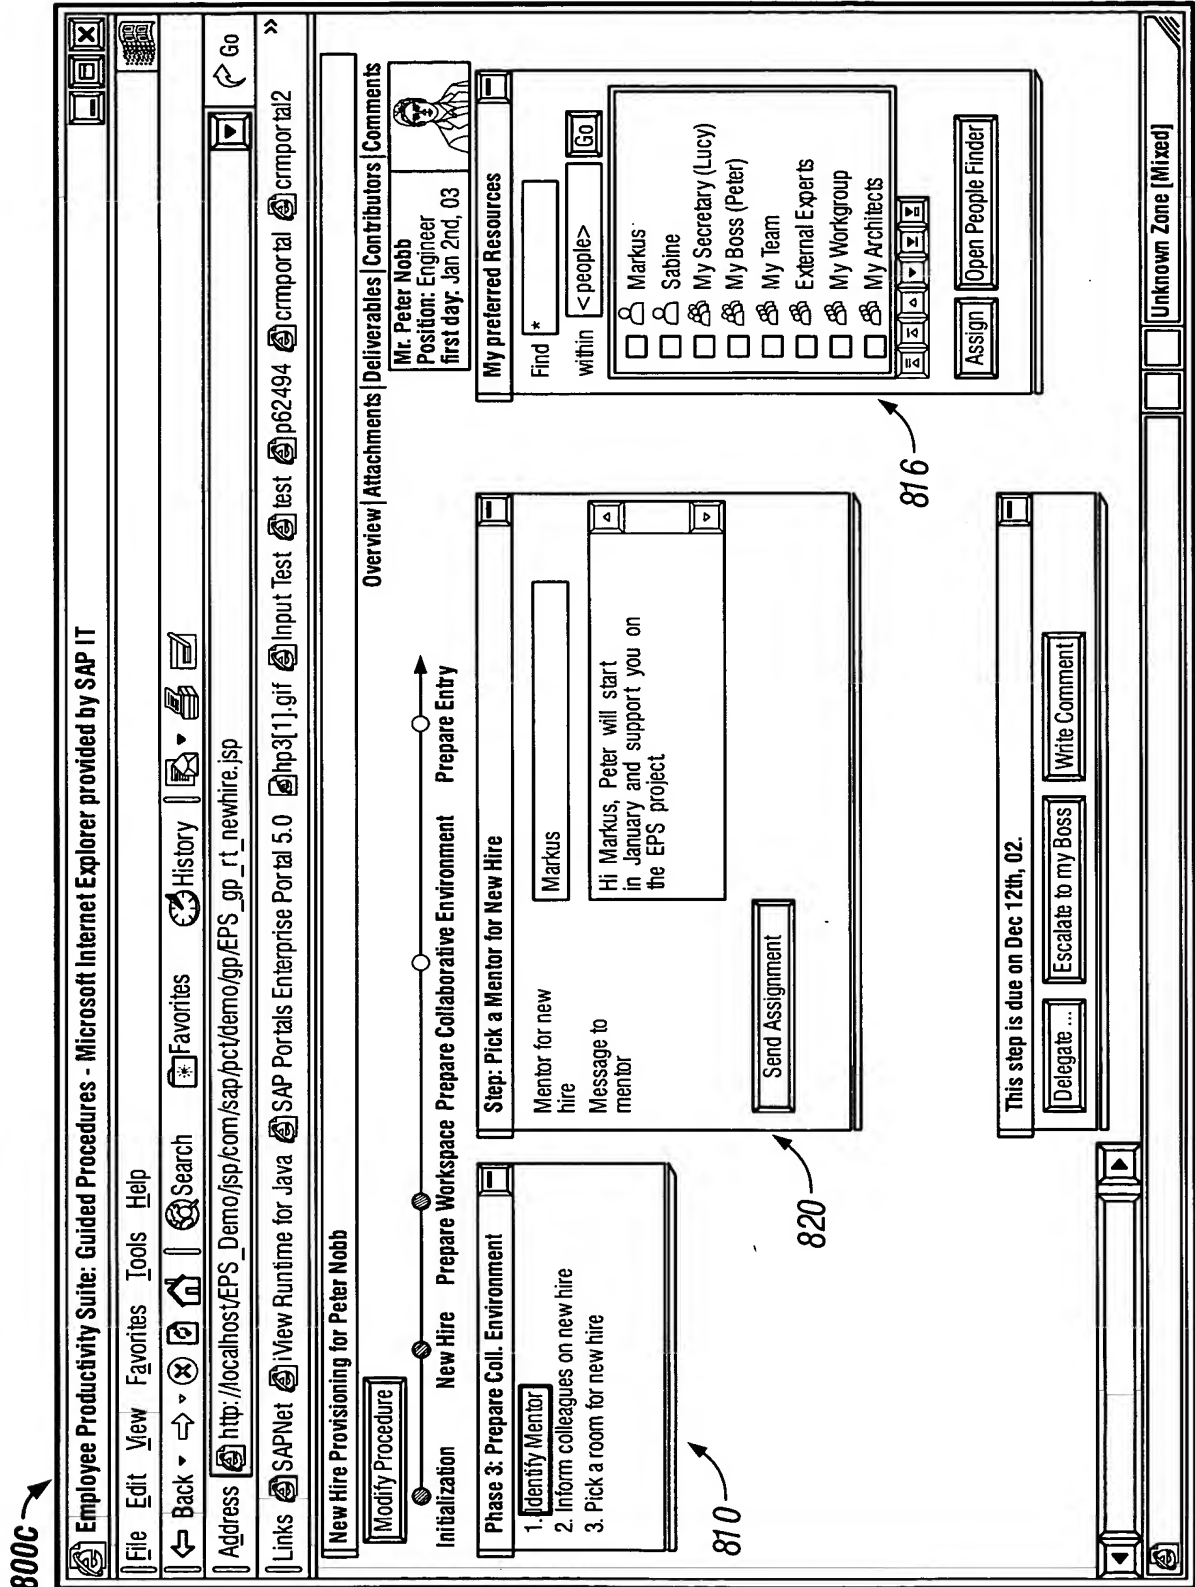 800C
Employee Productivity Suite: Guided Procedures - Microsoft Internet Explorer provided by SAP IT
File Edit View Favorites Tools Help
Back Search Favorites History
Address http://localhost/EPS_Demo/jsp/com/sap/pct/demo/gp/EPS_gp_rt_newhire.jsp Go
Links SAPNet iView Runtime for Java SAP Portals Enterprise Portal 5.0 hp3[1].gif Input Test test p62494 crmportal crmportal2 »
New Hire Provisioning for Peter Nobb
Overview | Attachments | Deliverables | Contributors | Comments
Modify Procedure
Mr. Peter Nobb
Position: Engineer
first day: Jan 2nd, 03
Initialization New Hire Prepare Workspace Prepare Collaborative Environment Prepare Entry
Phase 3: Prepare Coll. Environment
1. Identify Mentor
2. Inform colleagues on new hire
3. Pick a room for new hire
810
Step: Pick a Mentor for New Hire
Mentor for new
hire
Markus
Message to
mentor
Hi Markus, Peter will start
in January and support you on
the EPS project
Send Assignment
820
My preferred Resources
Find *
within <people> Go
Markus
Sabine
My Secretary (Lucy)
My Boss (Peter)
My Team
External Experts
My Workgroup
My Architects
Assign Open People Finder
816
This step is due on Dec 12th, 02.
Delegate ... Escalate to my Boss Write Comment
Unknown Zone [Mixed]